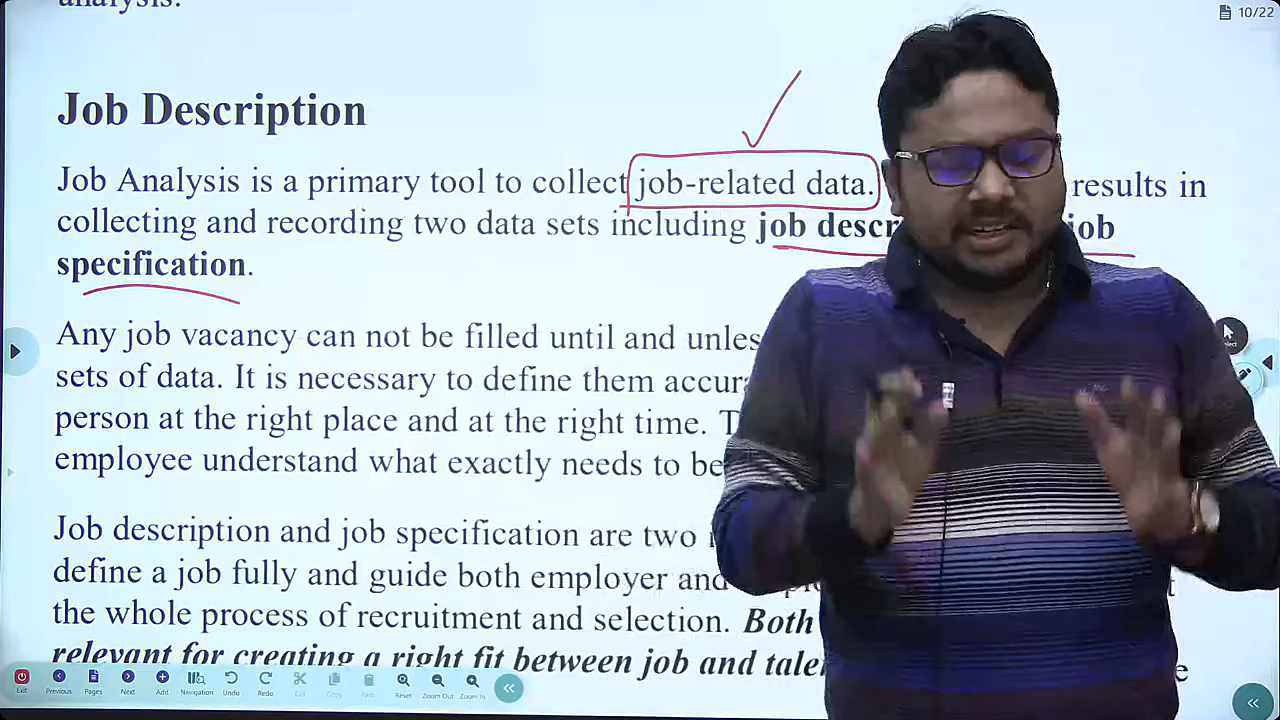 analysis.
10/22
Job Description
Job Analysis is a primary tool to collect job-related data. results in
collecting and recording two data sets including job descr job
specification.
Any job vacancy can not be filled until and unles
sets of data. It is necessary to define them accura
person at the right place and at the right time. T
employee understand what exactly needs to be
Job description and job specification are two
define a job fully and guide both employer and
the whole process of recruitment and selection. Both
relevant for creating a right fit between job and tale
Exit Previous Pages Next Add Navigation Undo Redo Cut Copy Reset Zoom Out Zoom In